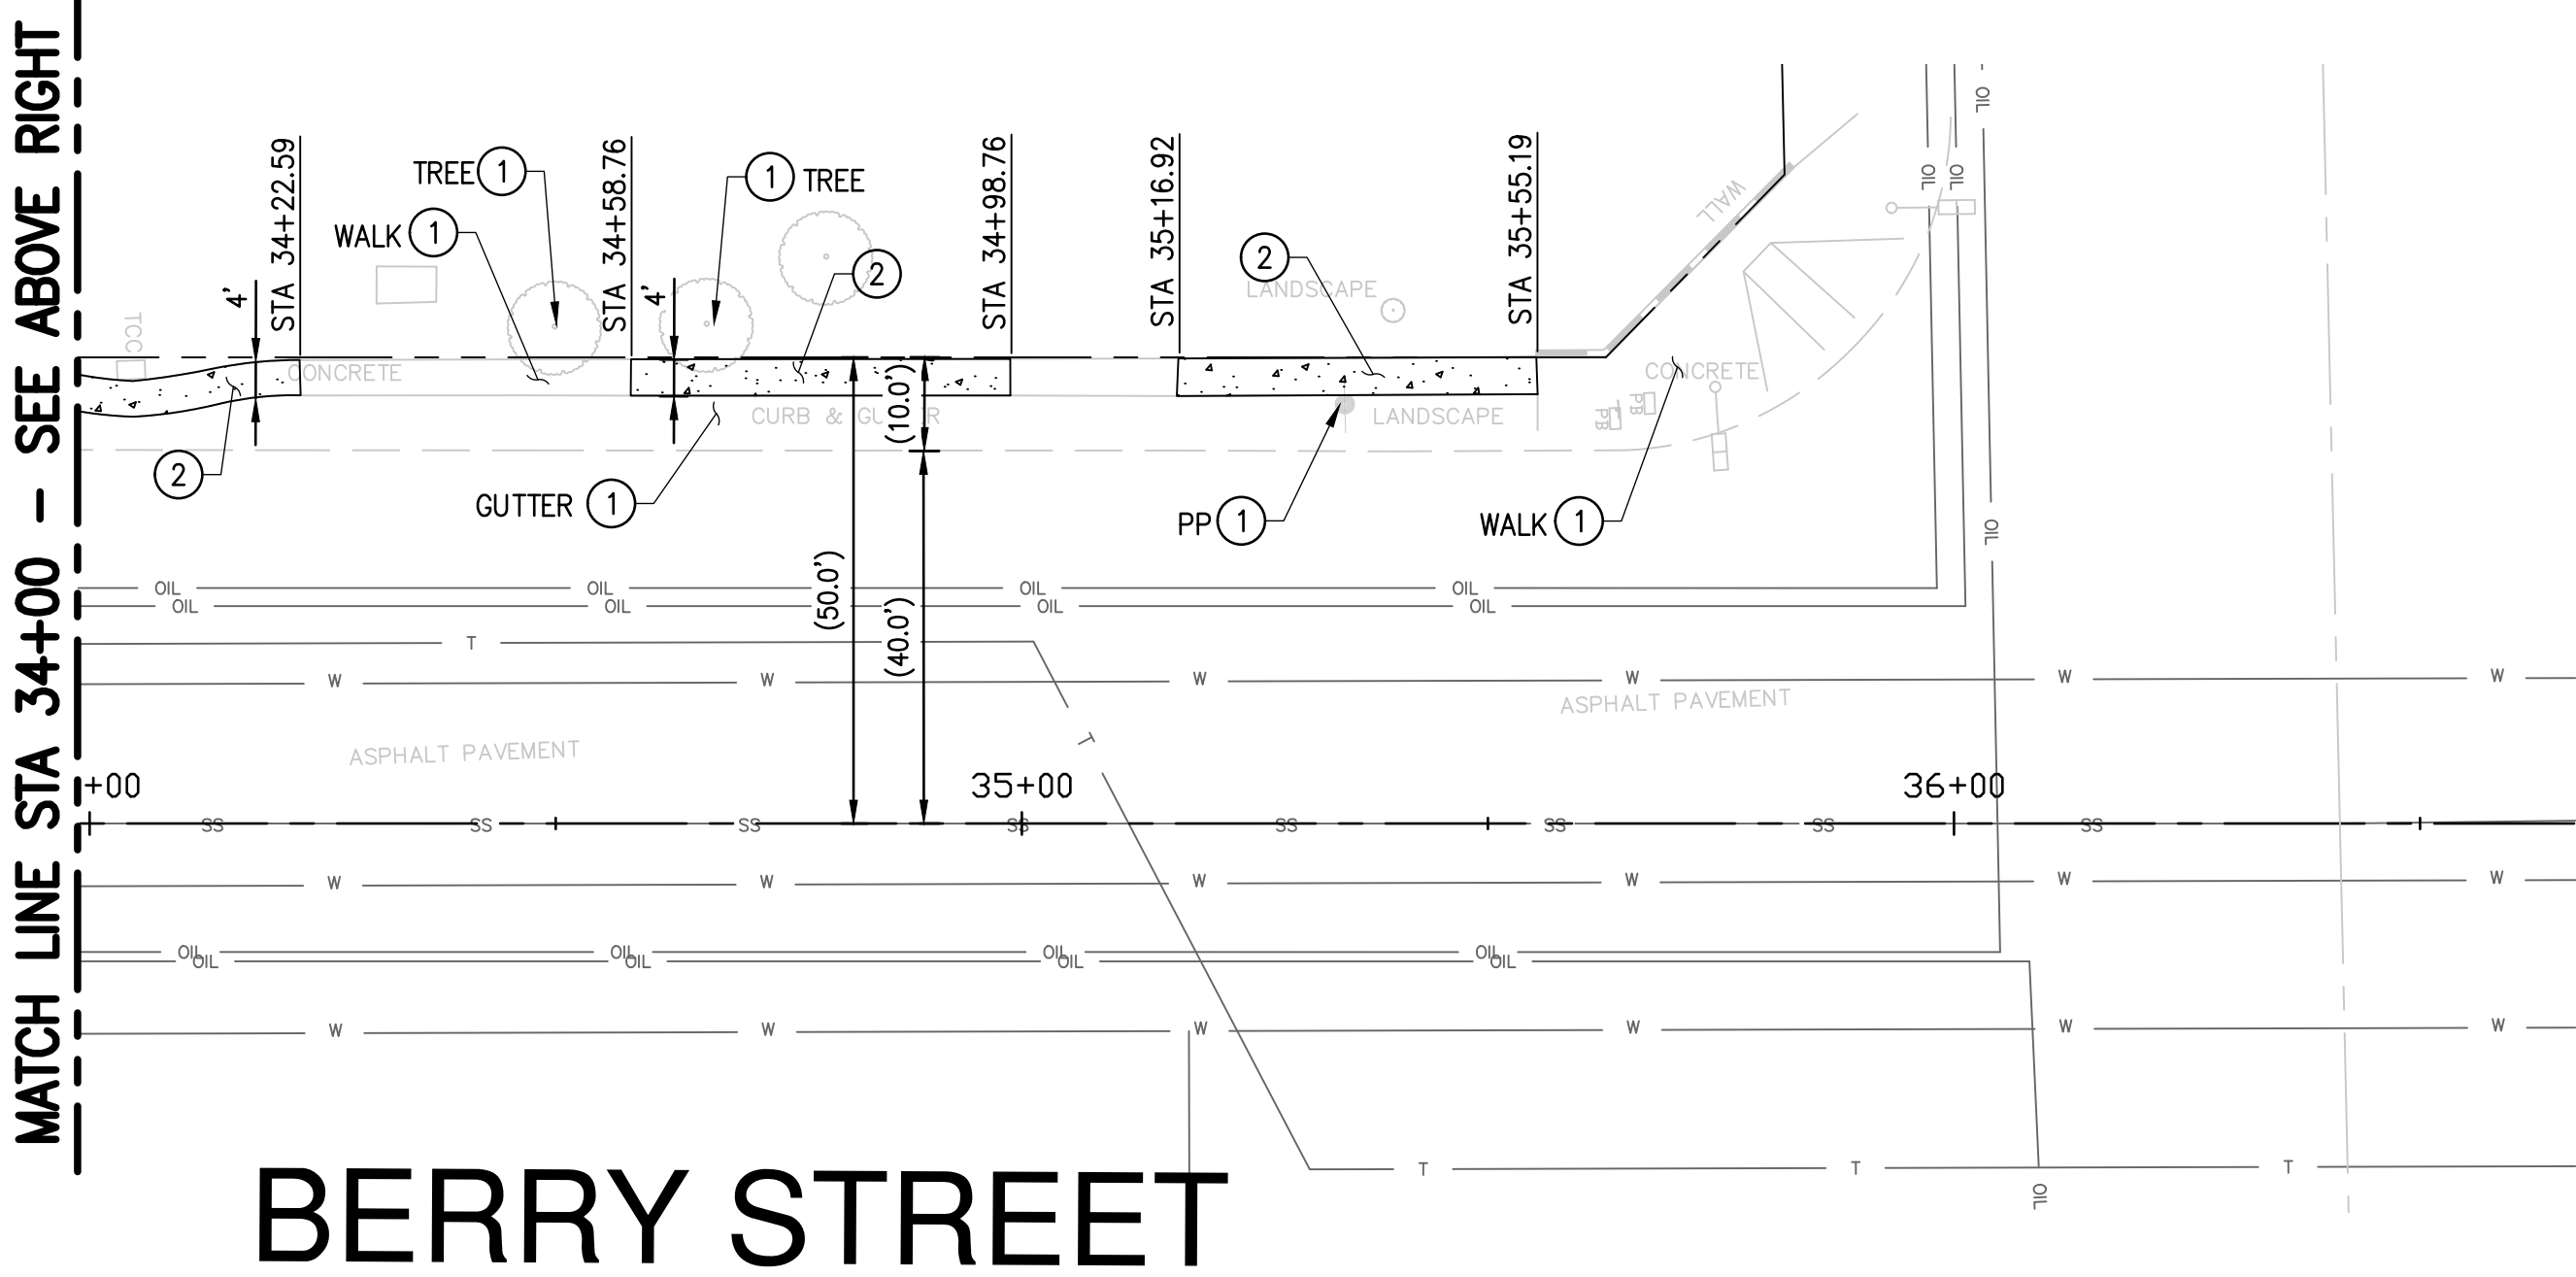 MATCH LINE STA 34+00 - SEE ABOVE RIGHT
STA 34+22.59
STA 34+58.76
STA 34+98.76
STA 35+16.92
STA 35+55.19
TREE 1
1 TREE
WALK 1
2
2
WALL
OIL
OIL
OIL
4'
4'
LANDSCAPE
TCC
CONCRETE
CONCRETE
CURB & GU R
(10.0')
LANDSCAPE
PB
PB
2
GUTTER 1
PP 1
WALK 1
OIL
(50.0')
(40.0')
OIL OIL OIL OIL
OIL OIL OIL OIL
T
W W W W W W
ASPHALT PAVEMENT
T
ASPHALT PAVEMENT
+00
35+00
36+00
SS SS SS SS SS SS SS SS
W W W W W W
OIL OIL OIL OIL
OIL OIL OIL OIL
W W W W W W
T T T
OIL
BERRY STREET